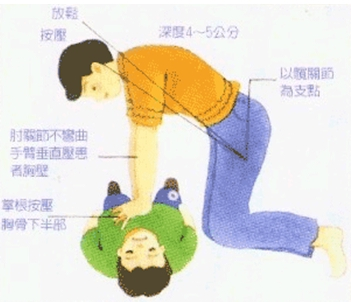 放鬆
按壓
深度4～5公分
以髖關節
為支點
肘關節不彎曲
手臂垂直壓患
者胸壁
掌根按壓
胸骨下半部